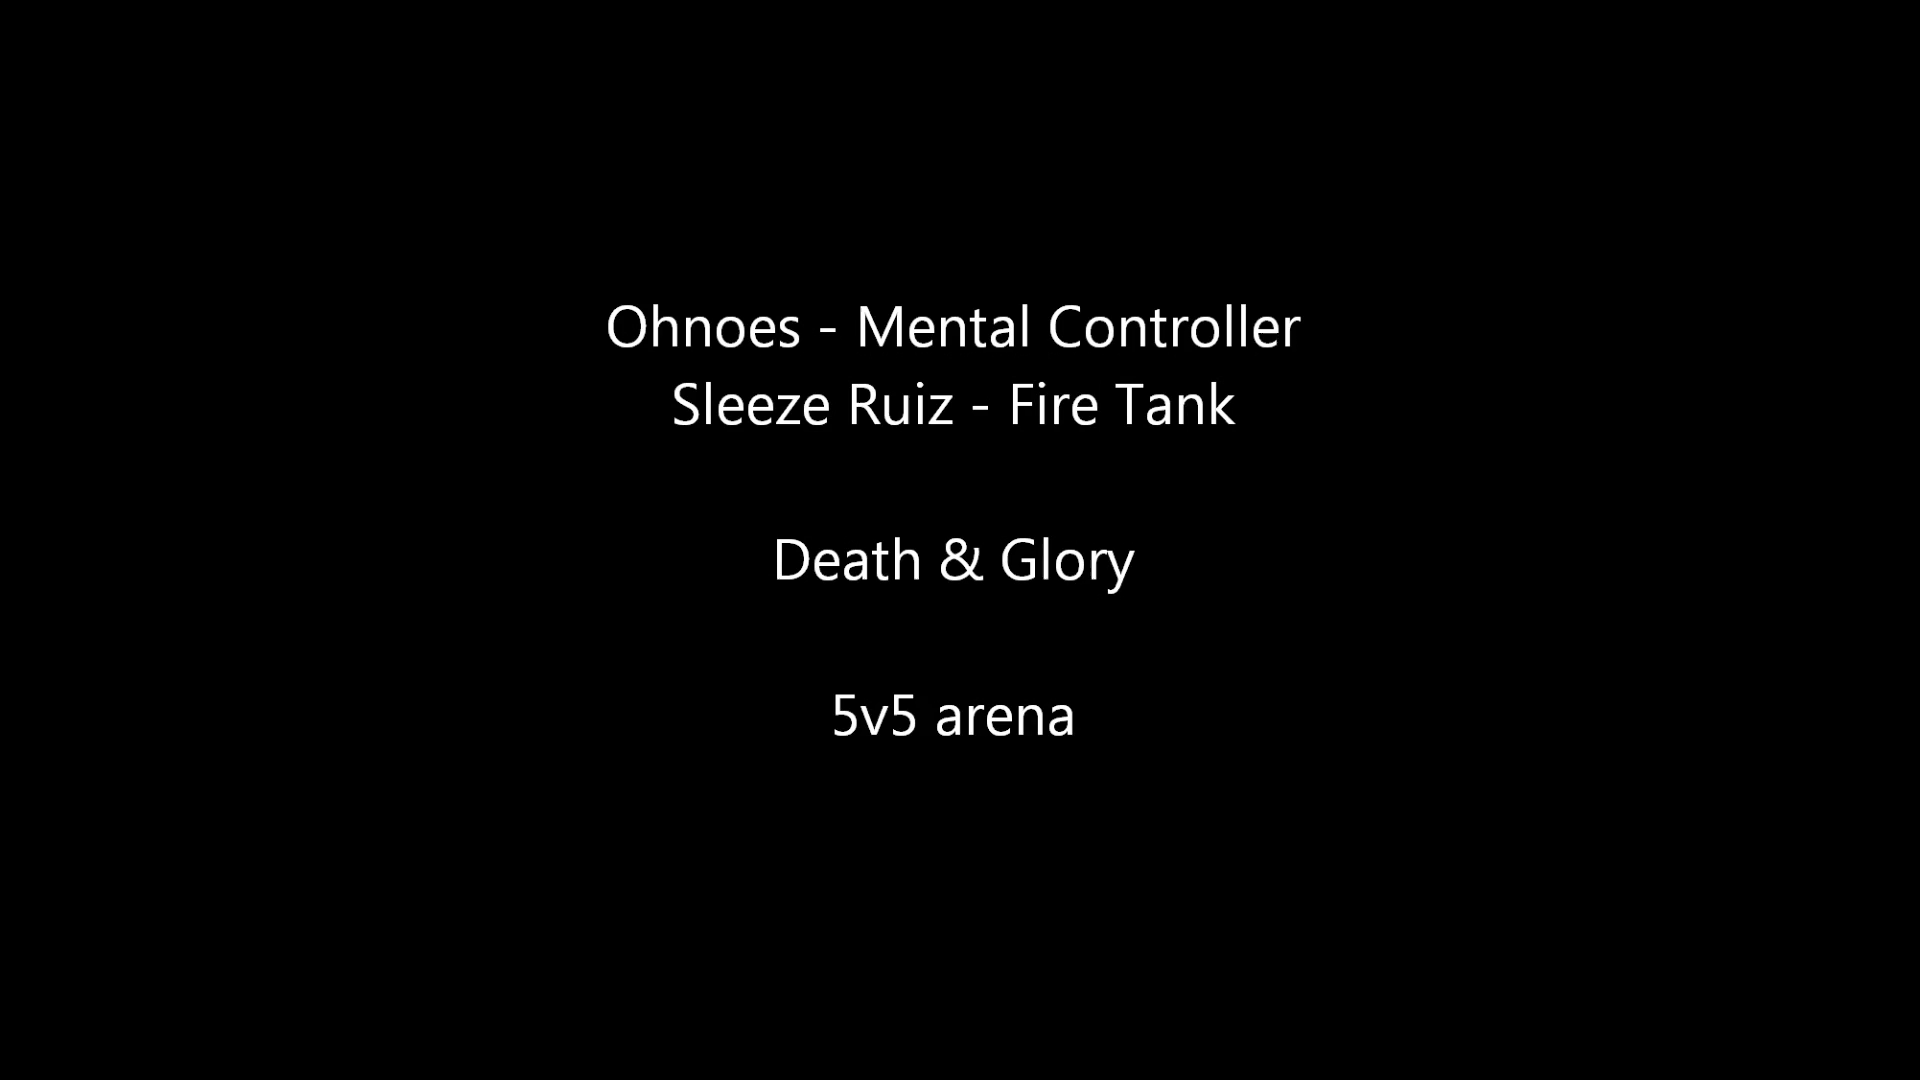 Ohnoes - Mental Controller
Sleeze Ruiz - Fire Tank
Death & Glory
5v5 arena